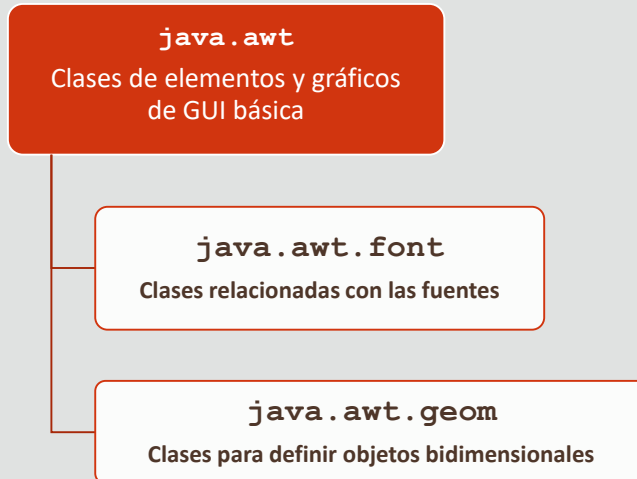 java.awt
Clases de elementos y gráficos
de GUI básica
java.awt.font
Clases relacionadas con las fuentes
java.awt.geom
Clases para definir objetos bidimensionales